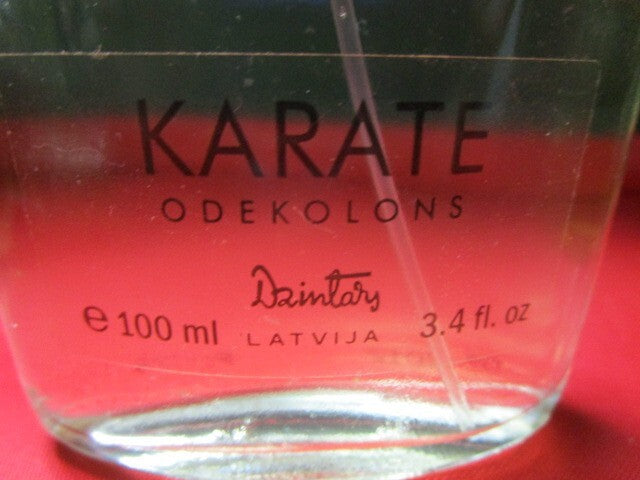 KARATE
ODEKOLONS
Dzintars
℮ 100 ml LATVIJA 3.4 fl. oz